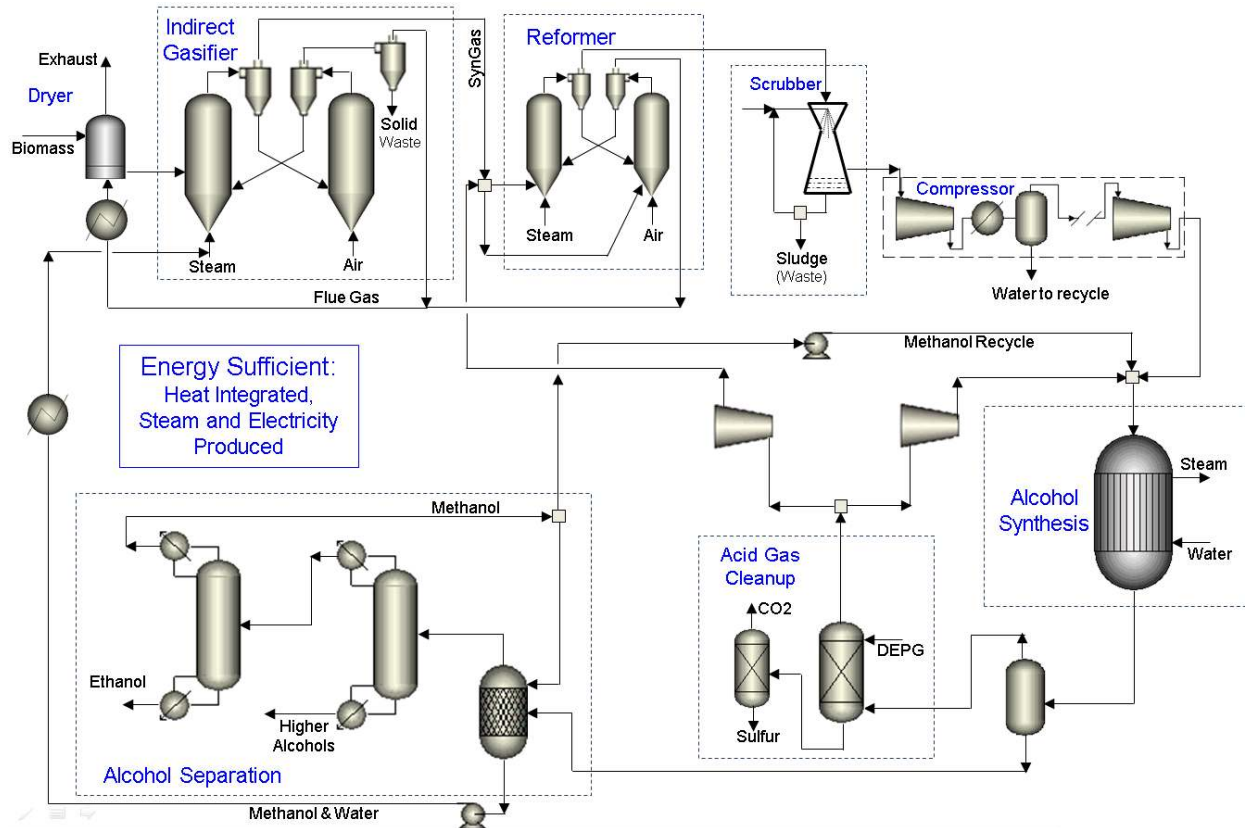 Indirect
Gasifier
Exhaust
Dryer
Biomass
Solid
Waste
Steam
Air
Flue Gas
SynGas
Reformer
Steam
Air
Scrubber
Sludge
(Waste)
Compressor
Water to recycle
Energy Sufficient:
Heat Integrated,
Steam and Electricity
Produced
Methanol Recycle
Alcohol
Synthesis
Steam
Water
Acid Gas
Cleanup
CO2
DEPG
Sulfur
Methanol
Ethanol
Higher
Alcohols
Alcohol Separation
Methanol & Water